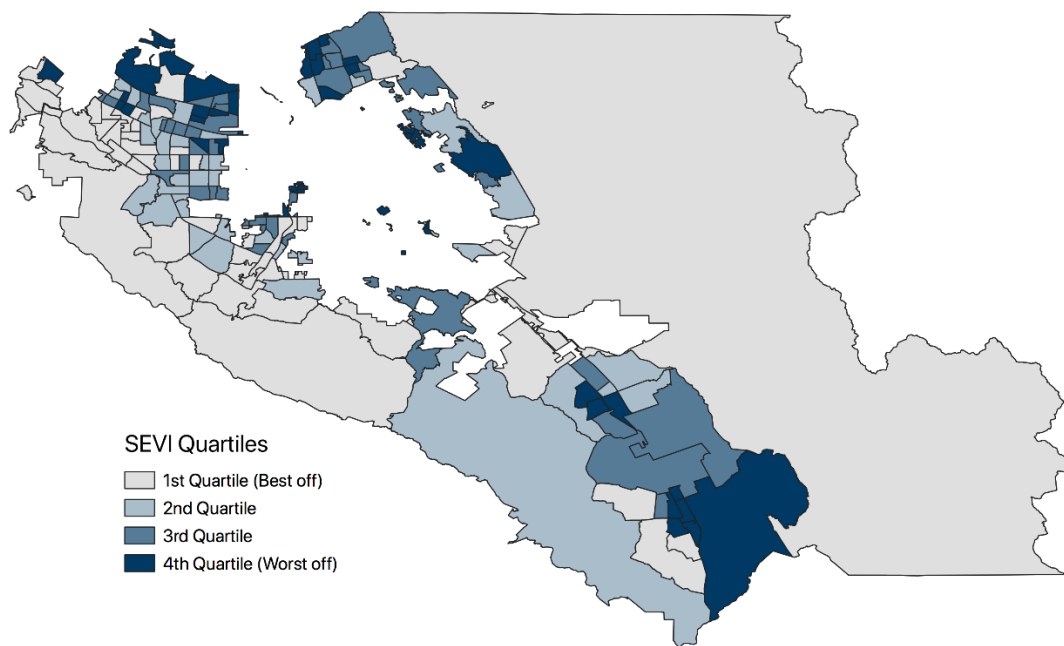 SEVI Quartiles
1st Quartile (Best off)
2nd Quartile
3rd Quartile
4th Quartile (Worst off)